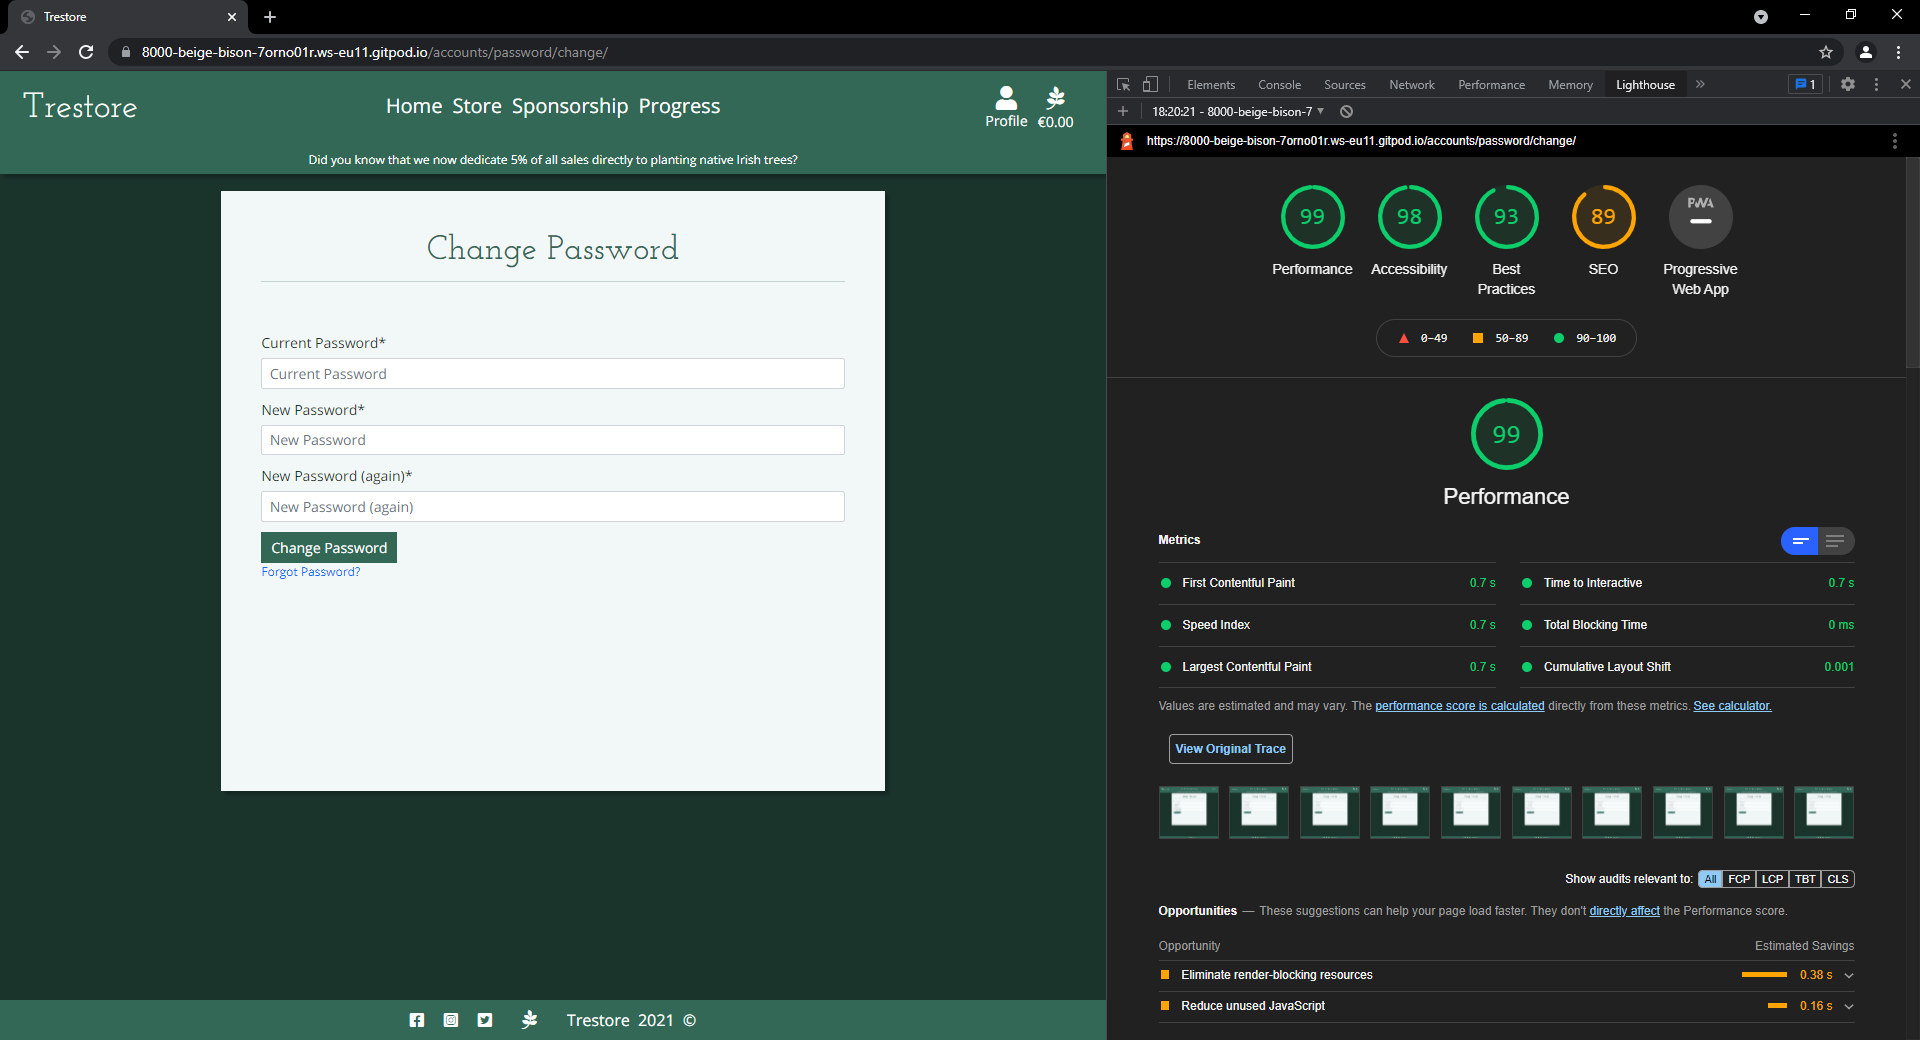 Trestore
8000-beige-bison-7orno01r.ws-eu11.gitpod.io/accounts/password/change/
Trestore
Home Store Sponsorship Progress
Profile €0.00
Did you know that we now dedicate 5% of all sales directly to planting native Irish trees?
Change Password
Current Password*
Current Password
New Password*
New Password
New Password (again)*
New Password (again)
Change Password
Forgot Password?
Trestore 2021 ©
Elements Console Sources Network Performance Memory Lighthouse » 1
18:20:21 - 8000-beige-bison-7
https://8000-beige-bison-7orno01r.ws-eu11.gitpod.io/accounts/password/change/
99 98 93 89 PWA
Performance Accessibility Best Practices SEO Progressive Web App
0–49 50–89 90–100
99
Performance
Metrics
First Contentful Paint 0.7 s Time to Interactive 0.7 s
Speed Index 0.7 s Total Blocking Time 0 ms
Largest Contentful Paint 0.7 s Cumulative Layout Shift 0.001
Values are estimated and may vary. The performance score is calculated directly from these metrics. See calculator.
View Original Trace
Show audits relevant to: All FCP LCP TBT CLS
Opportunities — These suggestions can help your page load faster. They don't directly affect the Performance score.
Opportunity Estimated Savings
Eliminate render-blocking resources 0.38 s
Reduce unused JavaScript 0.16 s